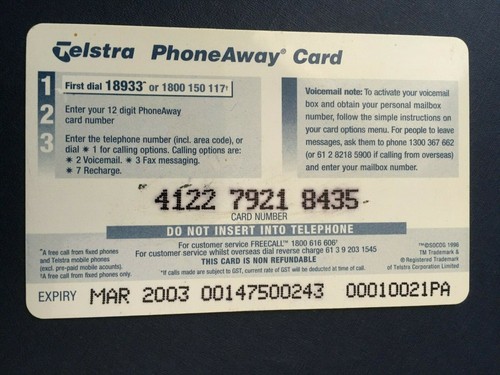 Telstra PhoneAway® Card
1 First dial 18933~ or 1800 150 117†
2 Enter your 12 digit PhoneAway
card number
3 Enter the telephone number (incl. area code), or
dial * 1 for calling options. Calling options are:
* 2 Voicemail. * 3 Fax messaging.
* 7 Recharge.
Voicemail note: To activate your voicemail
box and obtain your personal mailbox
number, follow the simple instructions on
your card options menu. For people to leave
messages, ask them to phone 1300 367 662
(or 61 2 8218 5900 if calling from overseas)
and enter your mailbox number.
4122 7921 8435
CARD NUMBER
DO NOT INSERT INTO TELEPHONE
For customer service FREECALL™ 1800 616 606†
For customer service whilst overseas dial reverse charge 61 3 9 203 1545
THIS CARD IS NON REFUNDABLE
*If calls made are subject to GST, current rate of GST will be deducted at time of call.
~A free call from fixed phones
and Telstra mobile phones
(excl. pre-paid mobile accounts).
†A free call from fixed phones only.
™©SOCOG 1996
TM Trademark &
® Registered Trademark
of Telstra Corporation Limited
EXPIRY MAR 2003 00147500243 00010021PA